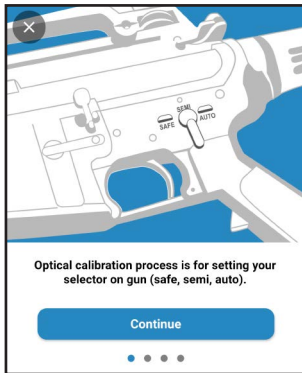 SEMI
SAFE
AUTO
Optical calibration process is for setting your
selector on gun (safe, semi, auto).
Continue